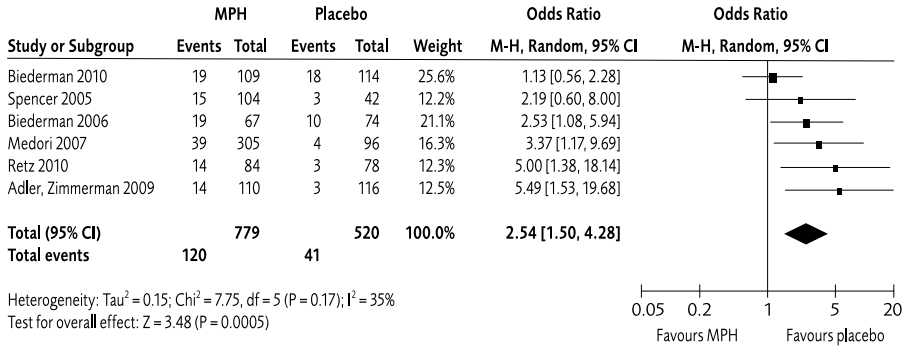 MPH Placebo Odds Ratio Odds Ratio
Study or Subgroup Events Total Events Total Weight M-H, Random, 95% CI M-H, Random, 95% CI
Biederman 2010 19 109 18 114 25.6% 1.13 [0.56, 2.28]
Spencer 2005 15 104 3 42 12.2% 2.19 [0.60, 8.00]
Biederman 2006 19 67 10 74 21.1% 2.53 [1.08, 5.94]
Medori 2007 39 305 4 96 16.3% 3.37 [1.17, 9.69]
Retz 2010 14 84 3 78 12.3% 5.00 [1.38, 18.14]
Adler, Zimmerman 2009 14 110 3 116 12.5% 5.49 [1.53, 19.68]
Total (95% CI) 779 520 100.0% 2.54 [1.50, 4.28]
Total events 120 41
Heterogeneity: Tau² = 0.15; Chi² = 7.75, df = 5 (P = 0.17); I² = 35%
Test for overall effect: Z = 3.48 (P = 0.0005)
0.05 0.2 1 5 20
Favours MPH Favours placebo